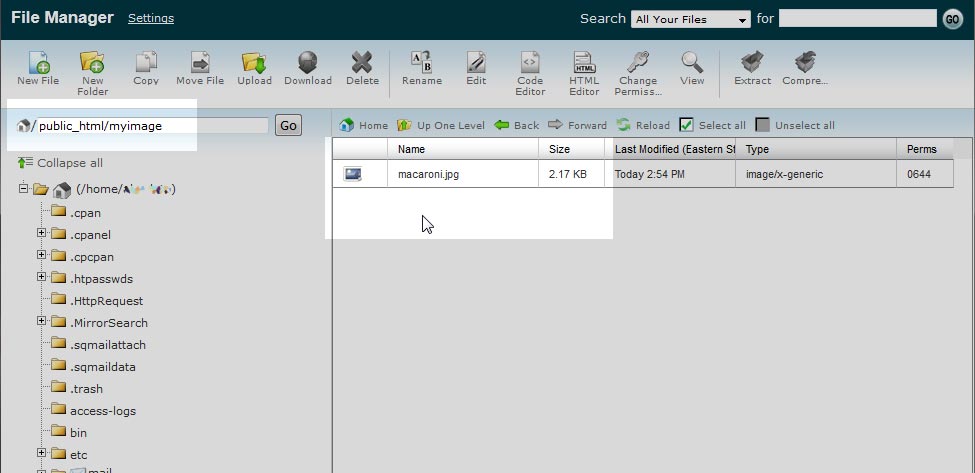 File Manager Settings Search All Your Files for GO
New File New Folder Copy Move File Upload Download Delete Rename Edit Code Editor HTML Editor Change Permiss... View Extract Compre...
/ public_html/myimage Go
Home Up One Level Back Forward Reload Select all Unselect all
Name Size Last Modified (Eastern St Type Perms
macaroni.jpg 2.17 KB Today 2:54 PM image/x-generic 0644
Collapse all
(/home/ )
.cpan
.cpanel
.cpcpan
.htpasswds
.HttpRequest
.MirrorSearch
.sqmailattach
.sqmaildata
.trash
access-logs
bin
etc
mail